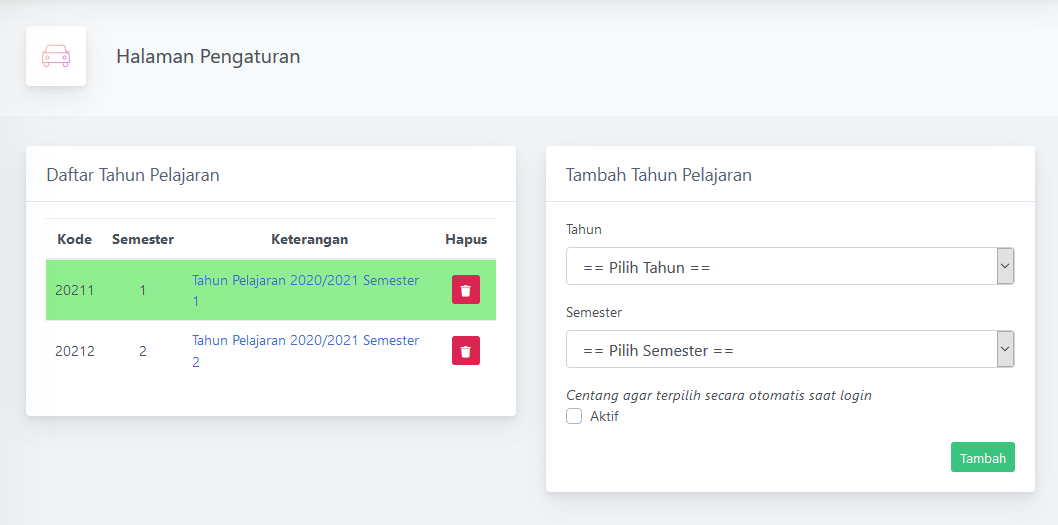 Halaman Pengaturan
Daftar Tahun Pelajaran
Kode Semester Keterangan Hapus
20211 1 Tahun Pelajaran 2020/2021 Semester
1
20212 2 Tahun Pelajaran 2020/2021 Semester
2
Tambah Tahun Pelajaran
Tahun
== Pilih Tahun ==
Semester
== Pilih Semester ==
Centang agar terpilih secara otomatis saat login
Aktif
Tambah